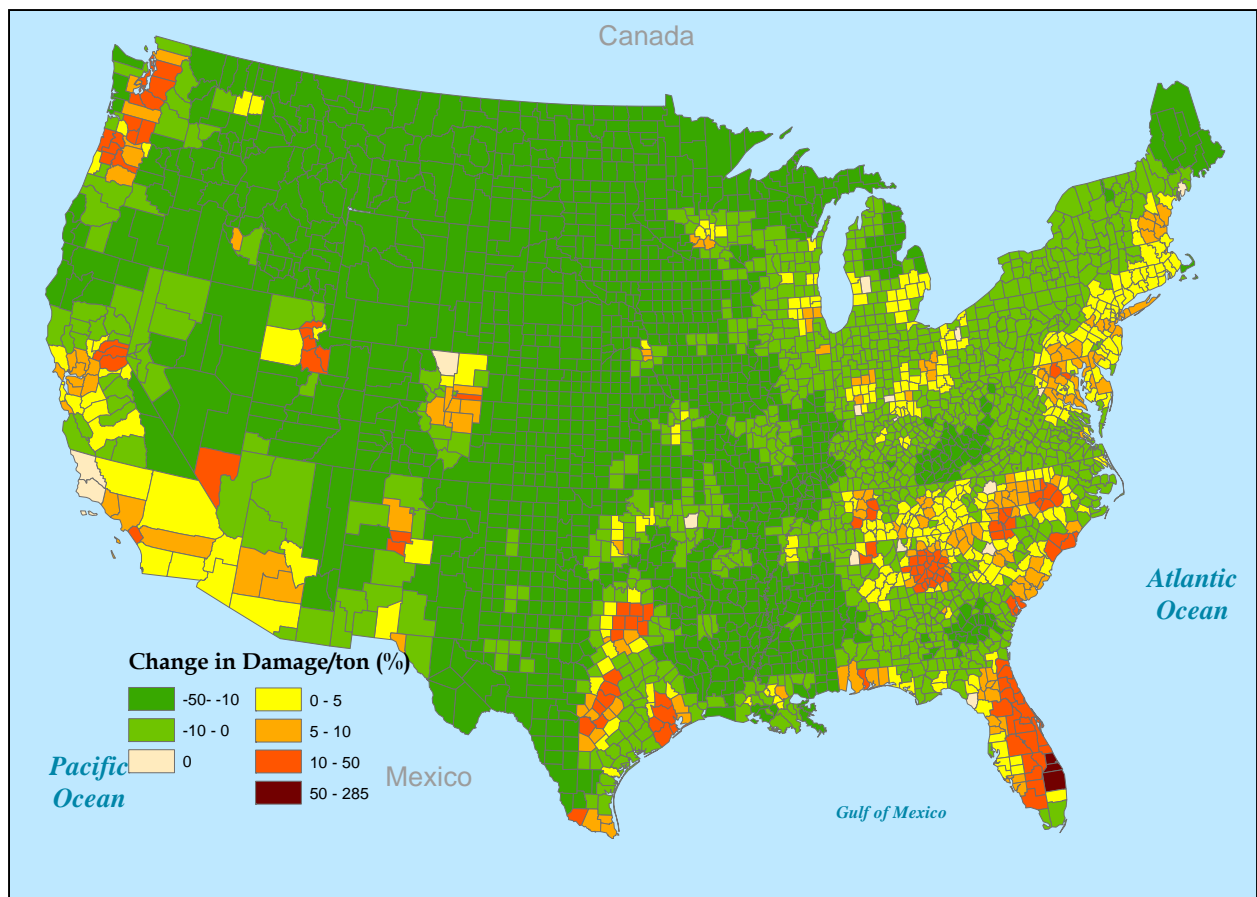 Canada
Atlantic
Ocean
Change in Damage/ton (%)
-50- -10
-10 - 0
0
0 - 5
5 - 10
10 - 50
50 - 285
Pacific
Ocean
Mexico
Gulf of Mexico